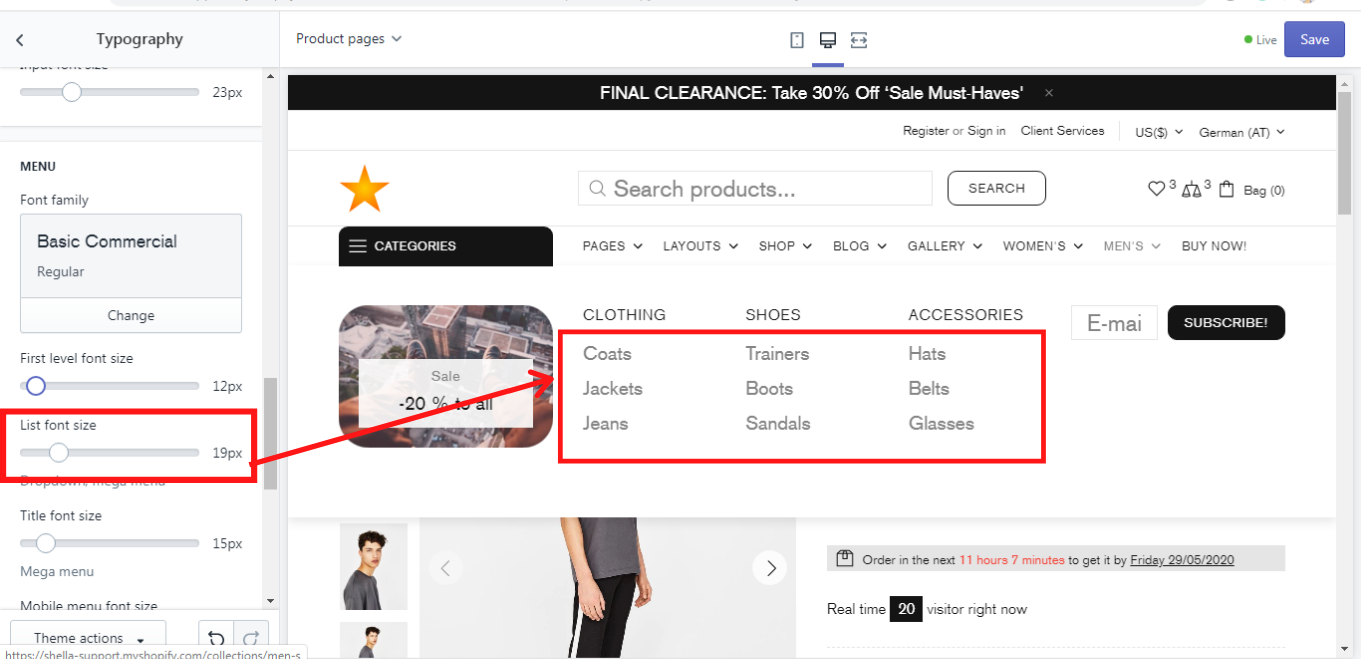 Typography
Product pages
Live
Save
Input font size
23px
MENU
Font family
Basic Commercial
Regular
Change
First level font size
12px
List font size
19px
Dropdown, mega menu
Title font size
15px
Mega menu
Mobile menu font size
Theme actions
https://shella-support.myshopify.com/collections/men-s
FINAL CLEARANCE: Take 30% Off ‘Sale Must-Haves' ×
Register or Sign in Client Services US($) German (AT)
Search products...
SEARCH
3 3 Bag (0)
CATEGORIES
PAGES LAYOUTS SHOP BLOG GALLERY WOMEN'S MEN'S BUY NOW!
Sale
-20 % to all
CLOTHING SHOES ACCESSORIES
Coats Trainers Hats
Jackets Boots Belts
Jeans Sandals Glasses
E-mai
SUBSCRIBE!
Order in the next 11 hours 7 minutes to get it by Friday 29/05/2020
Real time 20 visitor right now